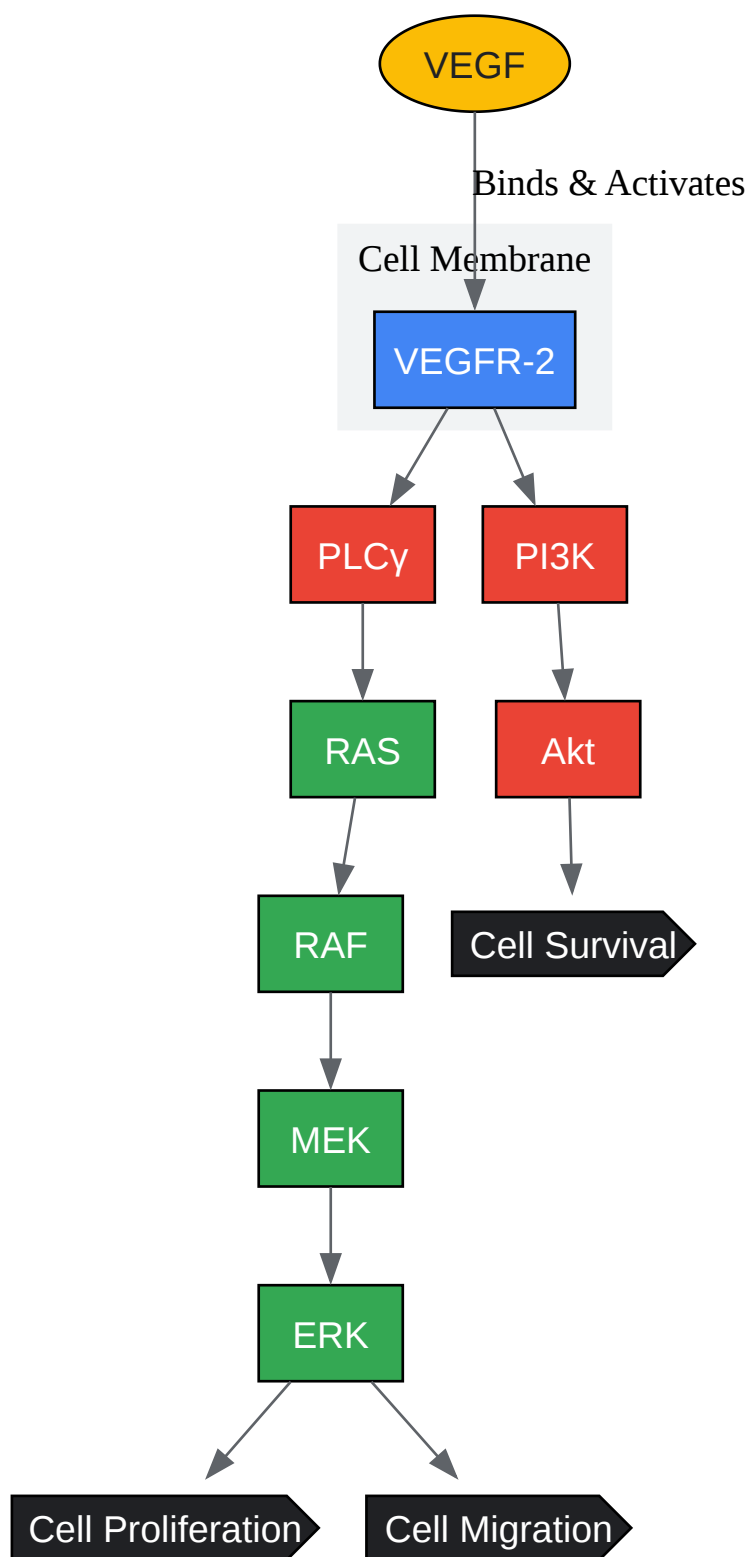 VEGF
Binds & Activates
Cell Membrane
VEGFR-2
PLCγ
PI3K
RAS
Akt
RAF
Cell Survival
MEK
ERK
Cell Proliferation
Cell Migration